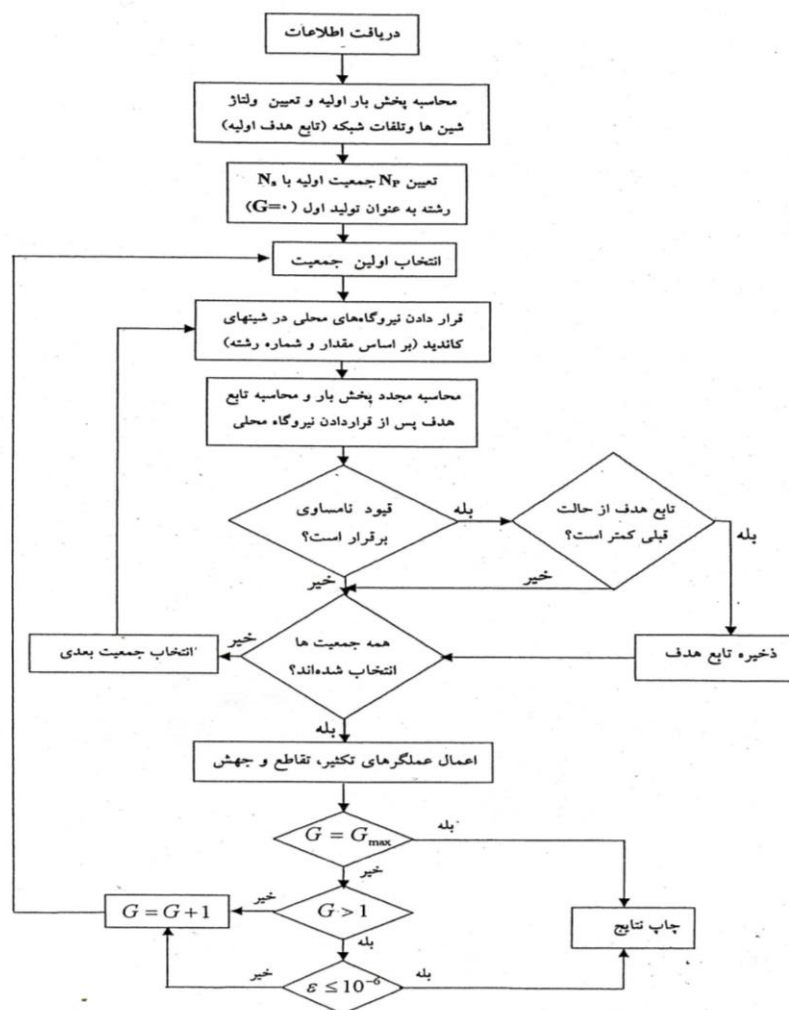 دریافت اطلاعات
محاسبه پخش بار اولیه و تعیین ولتاژ
شین ها وتلفات شبکه (تابع هدف اولیه)
تعیین Nₚ جمعیت اولیه با Nₛ
رشته به عنوان تولید اول (G=۰)
انتخاب اولین جمعیت
قرار دادن نیروگاه‌های محلی در شینهای
کاندید (بر اساس مقدار و شماره رشته)
محاسبه مجدد پخش بار و محاسبه تابع
هدف پس از قراردادن نیروگاه محلی
قیود نامساوی
برقرار است؟
بله
تابع هدف از حالت
قبلی کمتر است؟
بله
خیر
خیر
همه جمعیت ها
انتخاب شده‌اند؟
خیر
انتخاب جمعیت بعدی
ذخیره تابع هدف
بله
اعمال عملگرهای تکثیر، تقاطع و جهش
G = Gmax
بله
خیر
G > 1
خیر
G = G+1
چاپ نتایج
بله
ε ≤ 10⁻⁶
خیر
بله